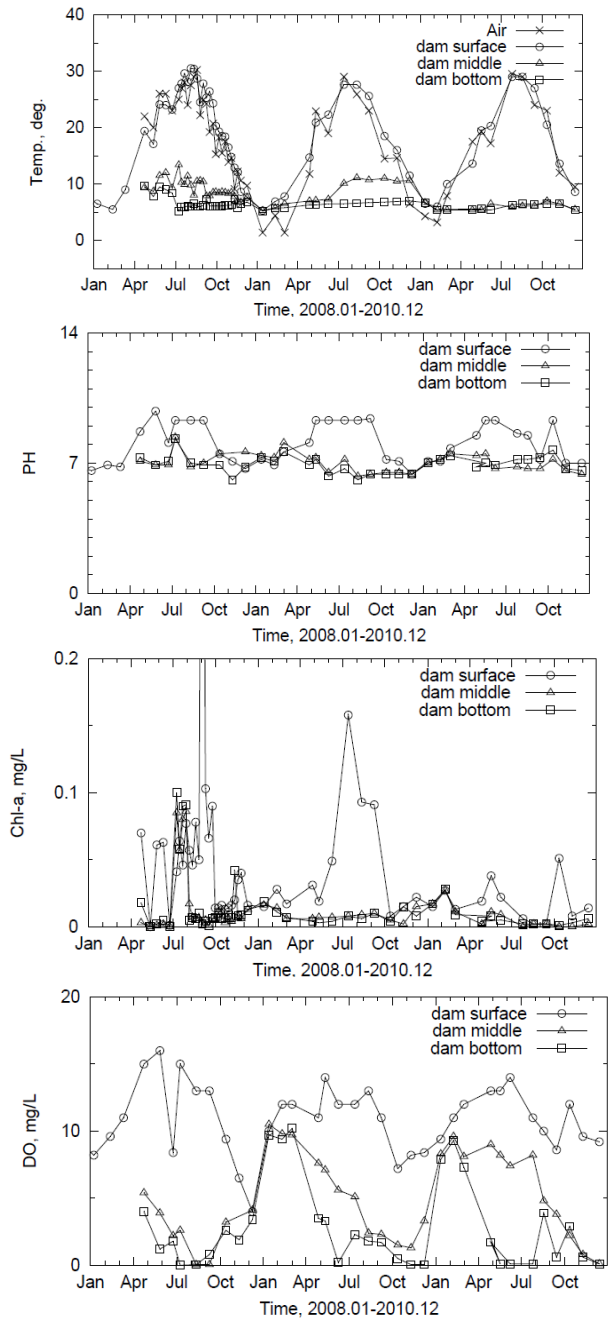 40
30
20
10
0
Temp., deg.
Air
dam surface
dam middle
dam bottom
Jan Apr Jul Oct Jan Apr Jul Oct Jan Apr Jul Oct
Time, 2008.01-2010.12
14
7
0
PH
dam surface
dam middle
dam bottom
Jan Apr Jul Oct Jan Apr Jul Oct Jan Apr Jul Oct
Time, 2008.01-2010.12
0.2
0.1
0
Chl-a, mg/L
dam surface
dam middle
dam bottom
Jan Apr Jul Oct Jan Apr Jul Oct Jan Apr Jul Oct
Time, 2008.01-2010.12
20
10
0
DO, mg/L
dam surface
dam middle
dam bottom
Jan Apr Jul Oct Jan Apr Jul Oct Jan Apr Jul Oct
Time, 2008.01-2010.12